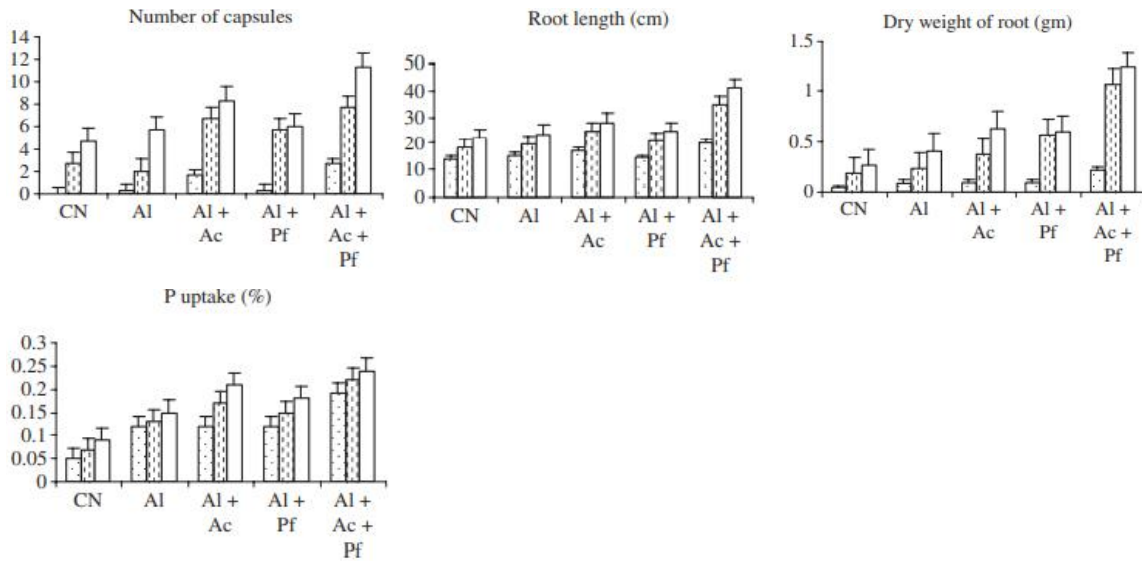 Number of capsules
14
12
10
8
6
4
2
0
CN Al Al + Al + Al +
Ac Pf Ac +
Pf
Root length (cm)
50
40
30
20
10
0
CN Al Al + Al + Al +
Ac Pf Ac +
Pf
Dry weight of root (gm)
1.5
1
0.5
0
CN Al Al + Al + Al +
Ac Pf Ac +
Pf
P uptake (%)
0.3
0.25
0.2
0.15
0.1
0.05
0
CN Al Al + Al + Al +
Ac Pf Ac +
Pf